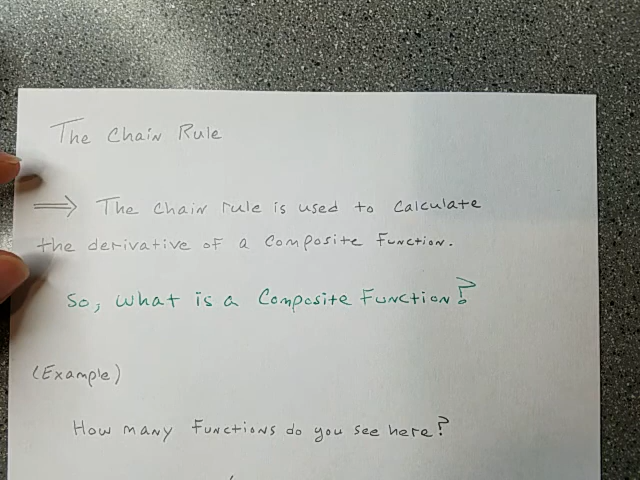 The Chain Rule
⟹ The chain rule is used to calculate
the derivative of a composite function.
So, what is a composite function?
(Example)
How many functions do you see here?